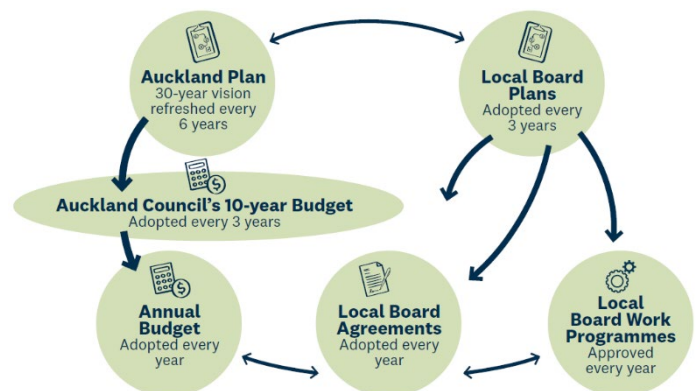 Auckland Plan
30-year vision
refreshed every
6 years
Local Board
Plans
Adopted every
3 years
$
Auckland Council's 10-year Budget
Adopted every 3 years
$
Annual
Budget
Adopted every
year
Local Board
Agreements
Adopted every
year
Local
Board Work
Programmes
Approved
every year